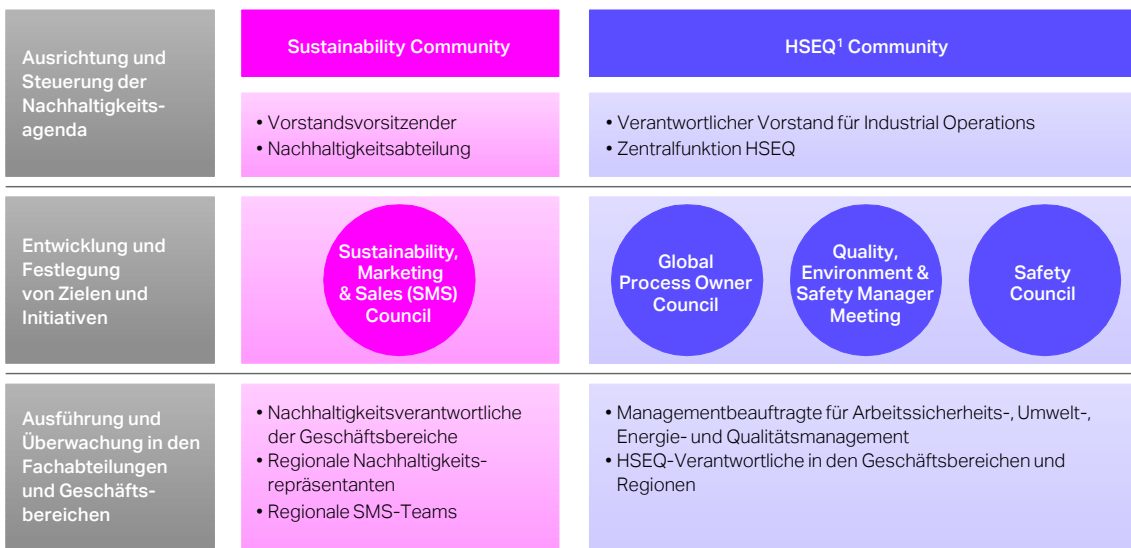 Ausrichtung und
Steuerung der
Nachhaltigkeits-
agenda
Sustainability Community
HSEQ¹ Community
• Vorstandsvorsitzender
• Nachhaltigkeitsabteilung
• Verantwortlicher Vorstand für Industrial Operations
• Zentralfunktion HSEQ
Entwicklung und
Festlegung
von Zielen und
Initiativen
Sustainability,
Marketing
& Sales (SMS)
Council
Global
Process Owner
Council
Quality,
Environment &
Safety Manager
Meeting
Safety
Council
Ausführung und
Überwachung in den
Fachabteilungen
und Geschäfts-
bereichen
• Nachhaltigkeitsverantwortliche
der Geschäftsbereiche
• Regionale Nachhaltigkeits-
repräsentanten
• Regionale SMS-Teams
• Managementbeauftragte für Arbeitssicherheits-, Umwelt-,
Energie- und Qualitätsmanagement
• HSEQ-Verantwortliche in den Geschäftsbereichen und
Regionen